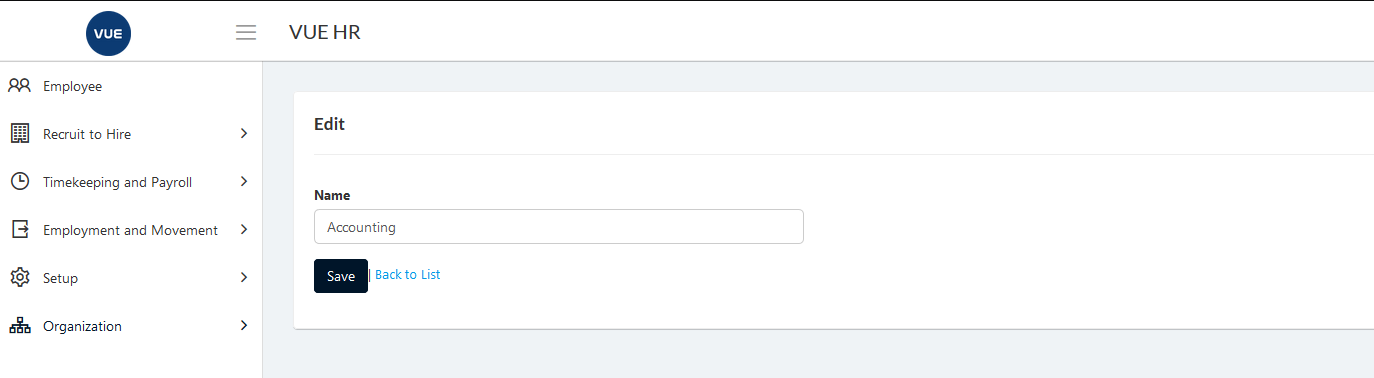 VUE
VUE HR
Employee
Recruit to Hire
Timekeeping and Payroll
Employment and Movement
Setup
Organization
Edit
Name
Accounting
Save | Back to List